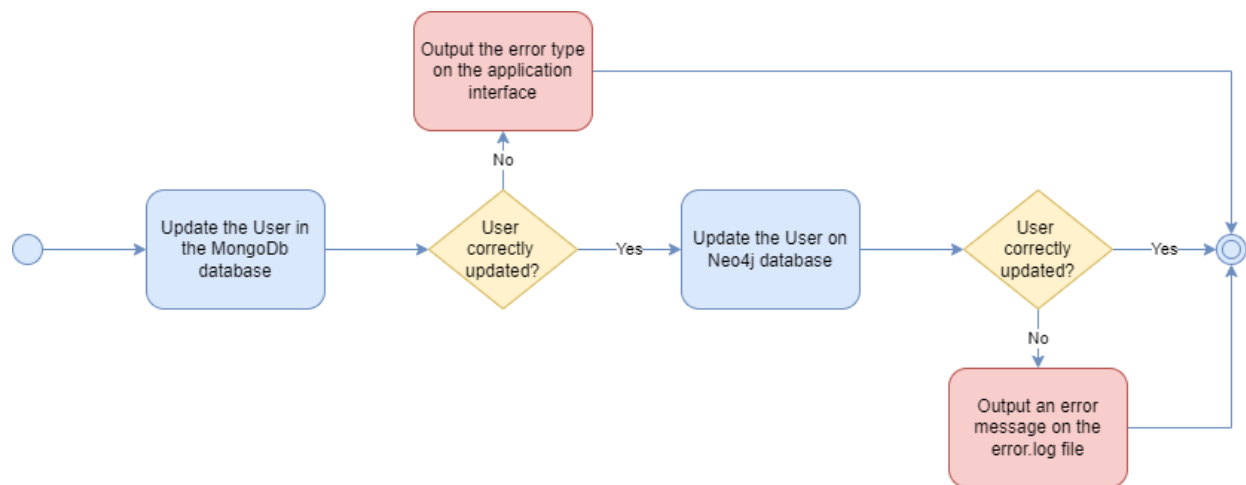 Output the error type
on the application
interface
No
Update the User in
the MongoDb
database
User
correctly
updated?
Yes
Update the User on
Neo4j database
User
correctly
updated?
Yes
No
Output an error
message on the
error.log file